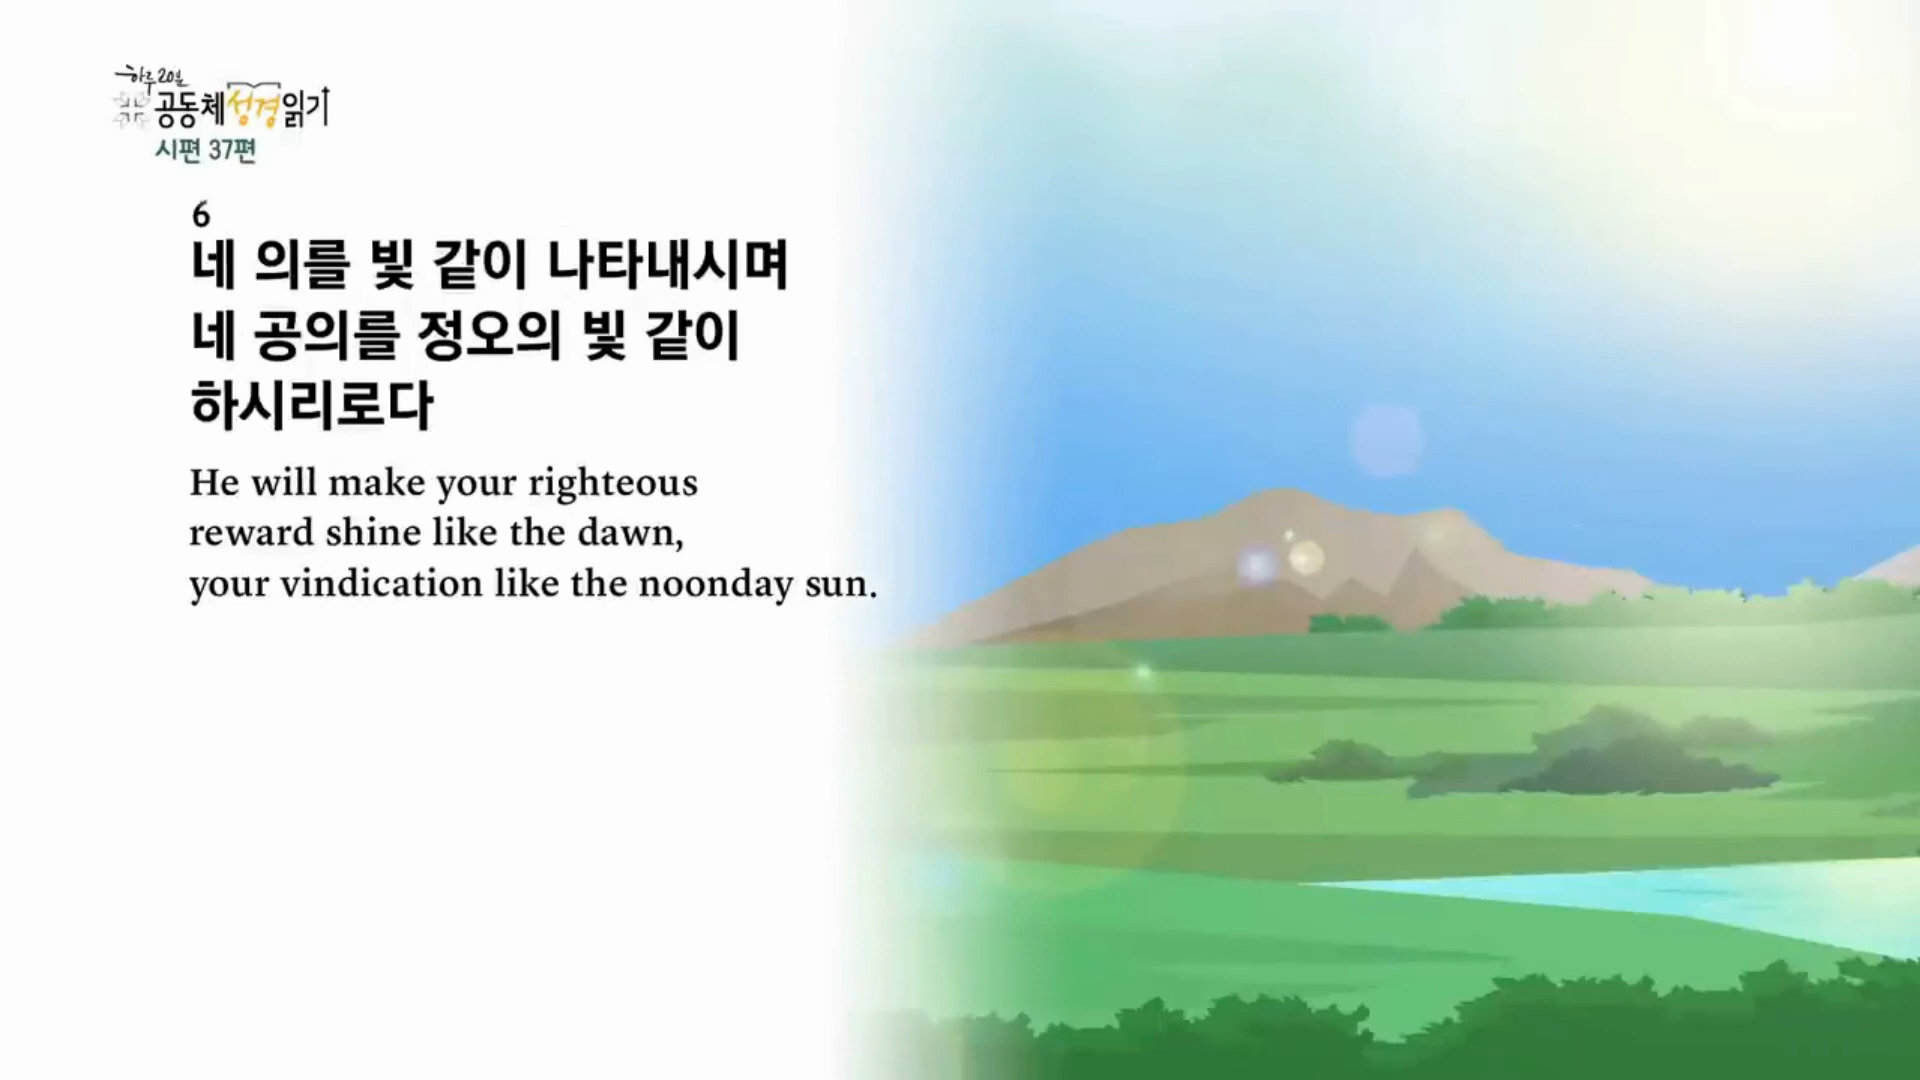 하루 20분
공동체성경읽기
시편 37편
6
네 의를 빛 같이 나타내시며
네 공의를 정오의 빛 같이
하시리로다
He will make your righteous
reward shine like the dawn,
your vindication like the noonday sun.